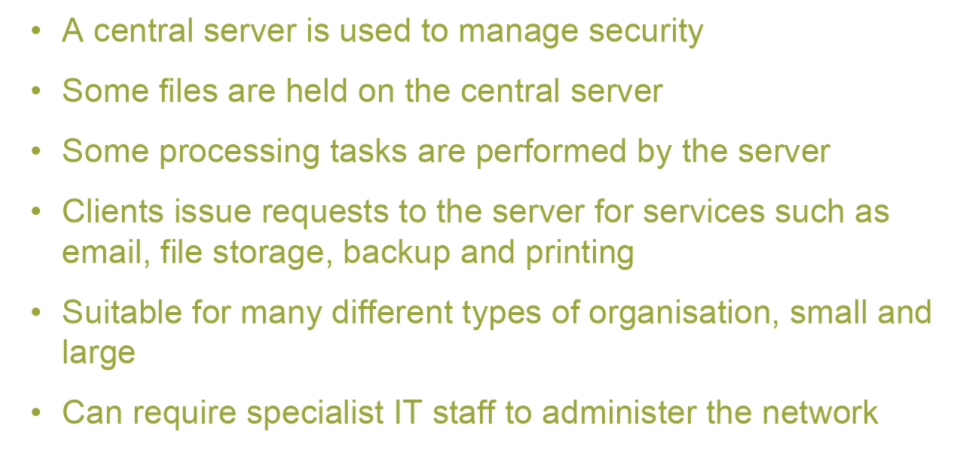 • A central server is used to manage security
• Some files are held on the central server
• Some processing tasks are performed by the server
• Clients issue requests to the server for services such as
email, file storage, backup and printing
• Suitable for many different types of organisation, small and
large
• Can require specialist IT staff to administer the network